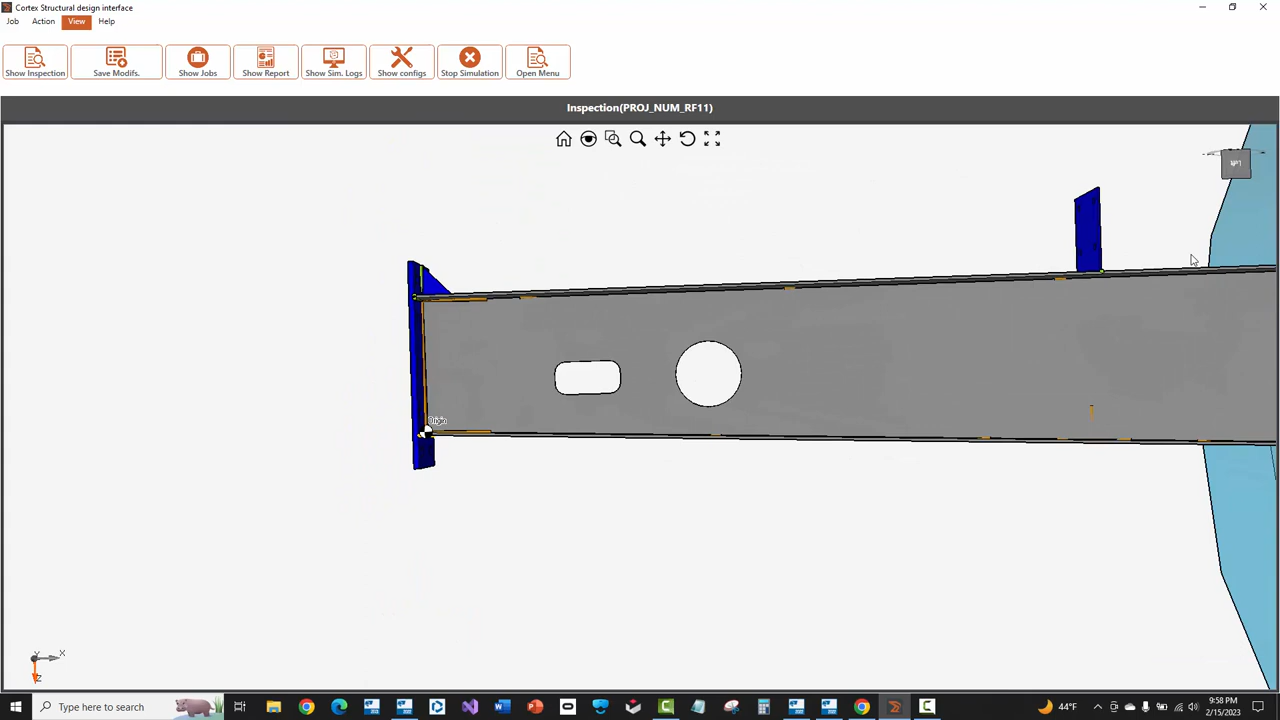 Cortex Structural design interface
Job Action View Help
Show Inspection Save Modifs. Show Jobs Show Report Show Sim. Logs Show configs Stop Simulation Open Menu
Inspection(PROJ_NUM_RF11)
Origin
Y X
Z
Type here to search
44°F
9:58 PM
2/15/2023